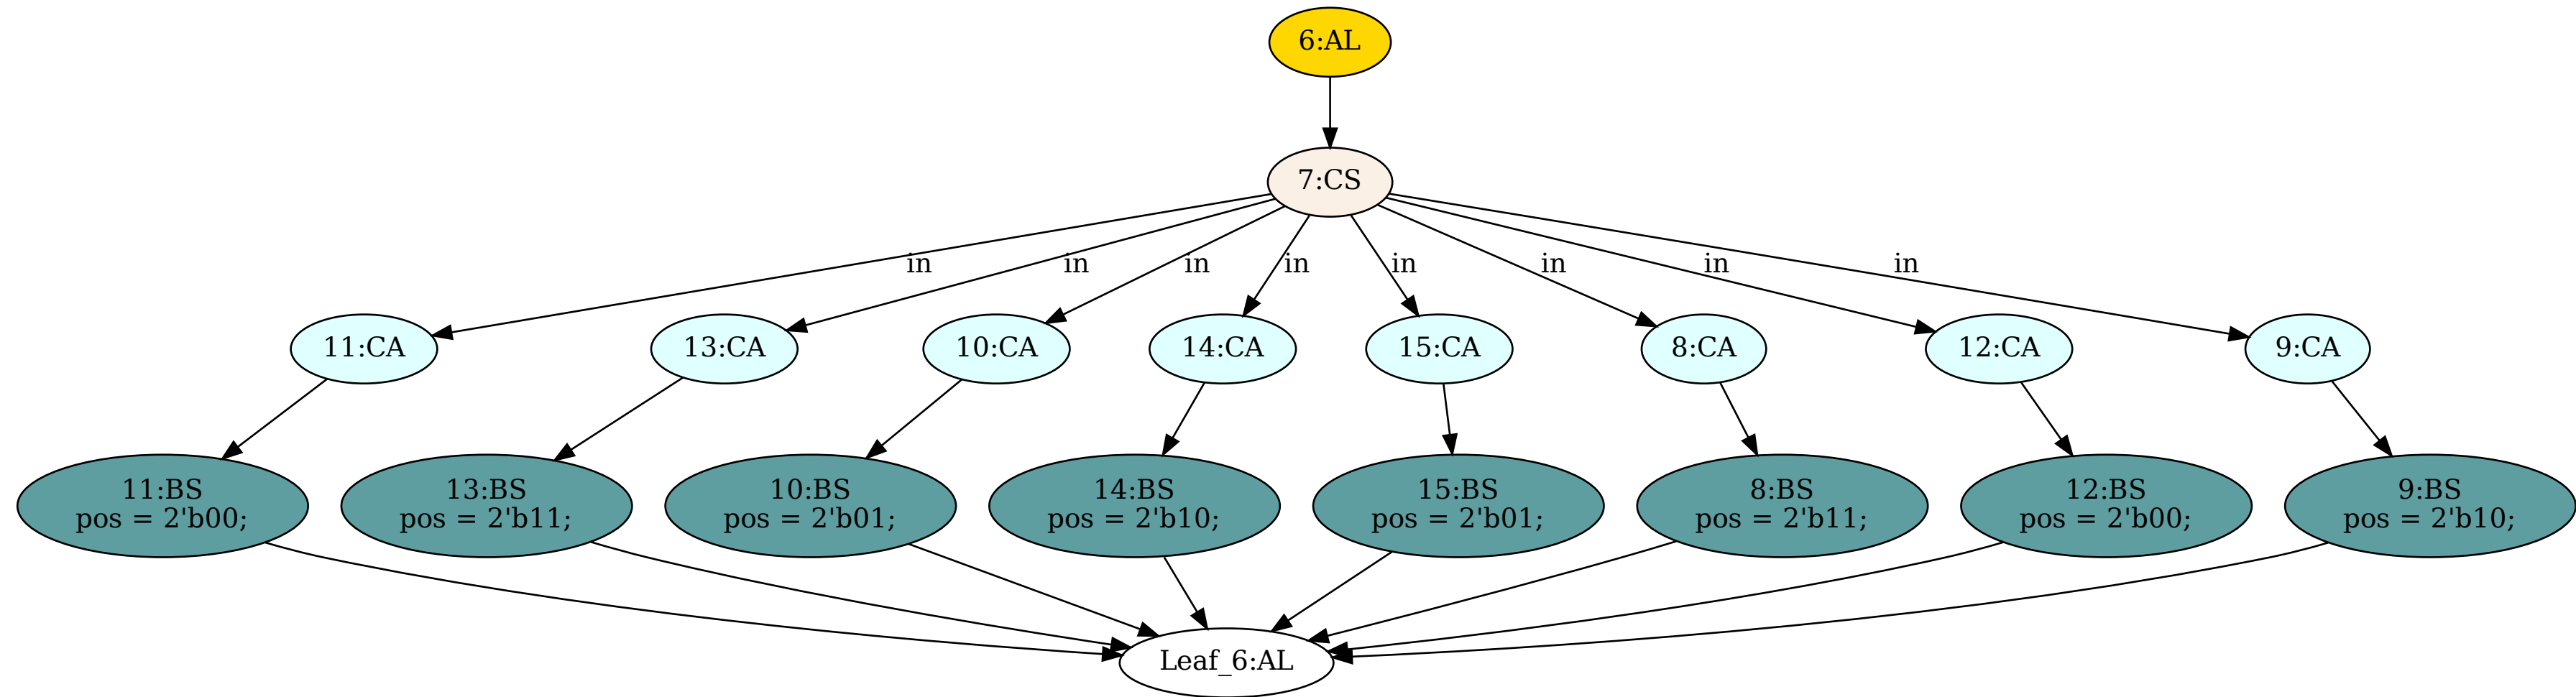 6:AL
7:CS
in
in
in
in
in
in
in
in
11:CA
13:CA
10:CA
14:CA
15:CA
8:CA
12:CA
9:CA
11:BS
pos = 2'b00;
13:BS
pos = 2'b11;
10:BS
pos = 2'b01;
14:BS
pos = 2'b10;
15:BS
pos = 2'b01;
8:BS
pos = 2'b11;
12:BS
pos = 2'b00;
9:BS
pos = 2'b10;
Leaf_6:AL